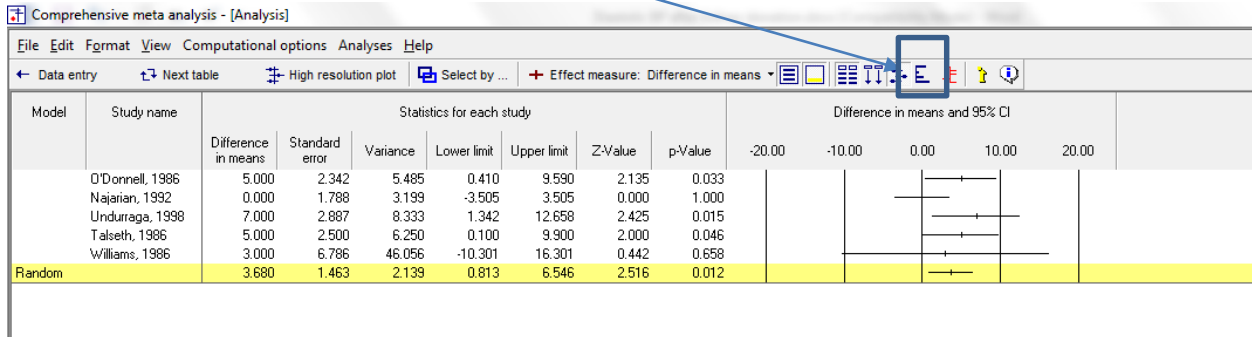 Comprehensive meta analysis - [Analysis]
File Edit Format View Computational options Analyses Help
← Data entry Next table High resolution plot Select by ... + Effect measure: Difference in means E
Model Study name Statistics for each study Difference in means and 95% CI
Difference in means Standard error Variance Lower limit Upper limit Z-Value p-Value -20.00 -10.00 0.00 10.00 20.00
O'Donnell, 1986 5.000 2.342 5.485 0.410 9.590 2.135 0.033
Najarian, 1992 0.000 1.788 3.199 -3.505 3.505 0.000 1.000
Undurraga, 1998 7.000 2.887 8.333 1.342 12.658 2.425 0.015
Talseth, 1986 5.000 2.500 6.250 0.100 9.900 2.000 0.046
Williams, 1986 3.000 6.786 46.056 -10.301 16.301 0.442 0.658
Random 3.680 1.463 2.139 0.813 6.546 2.516 0.012